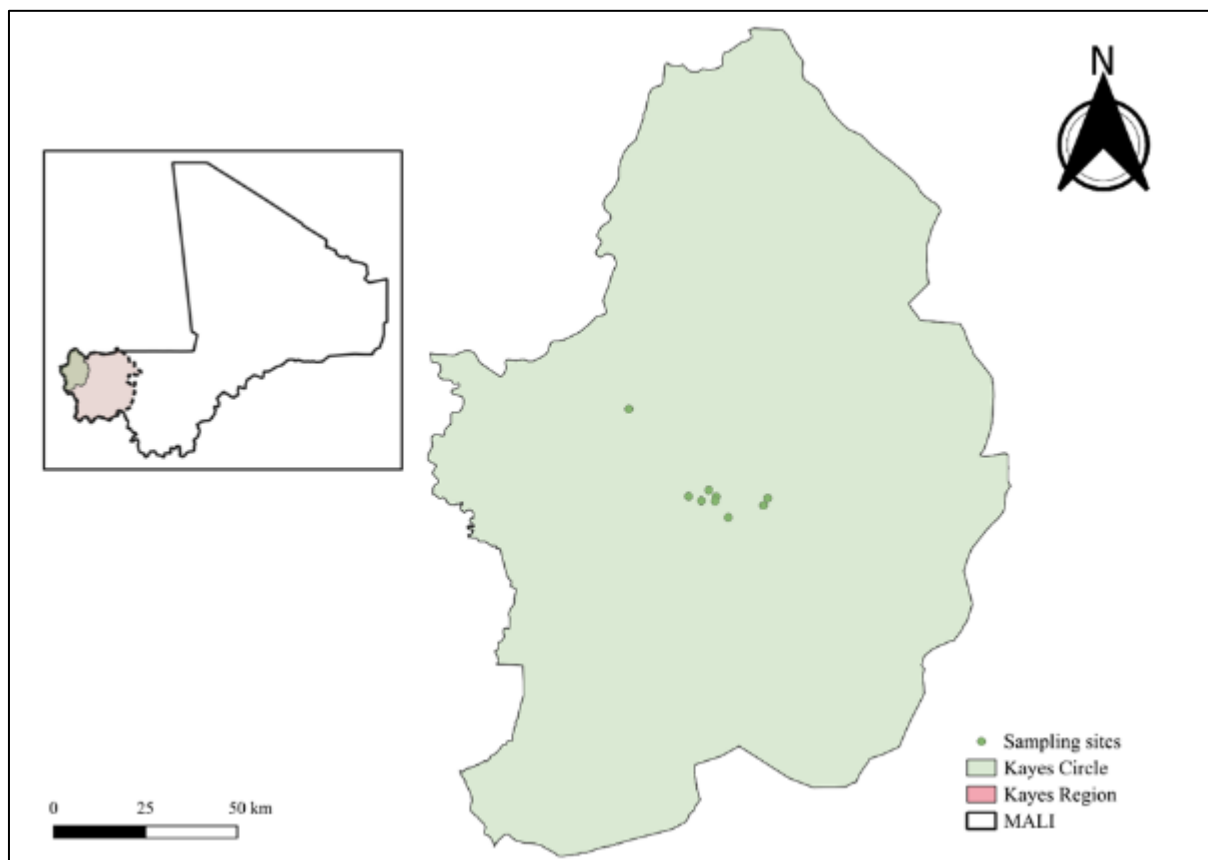 N
Sampling sites
Kayes Circle
Kayes Region
MALI
0 25 50 km